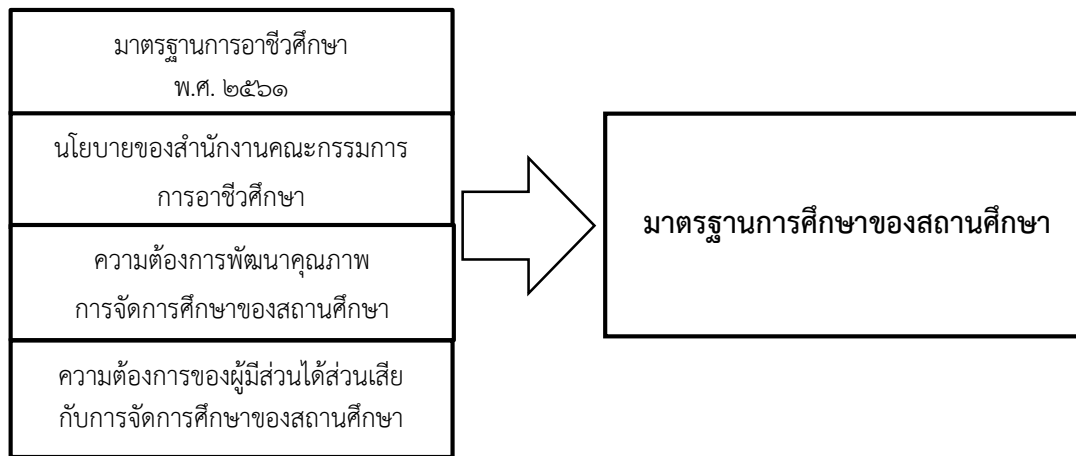 มาตรฐานการอาชีวศึกษา
พ.ศ. ๒๕๖๑
นโยบายของสำนักงานคณะกรรมการ
การอาชีวศึกษา
ความต้องการพัฒนาคุณภาพ
การจัดการศึกษาของสถานศึกษา
ความต้องการของผู้มีส่วนได้ส่วนเสีย
กับการจัดการศึกษาของสถานศึกษา
มาตรฐานการศึกษาของสถานศึกษา